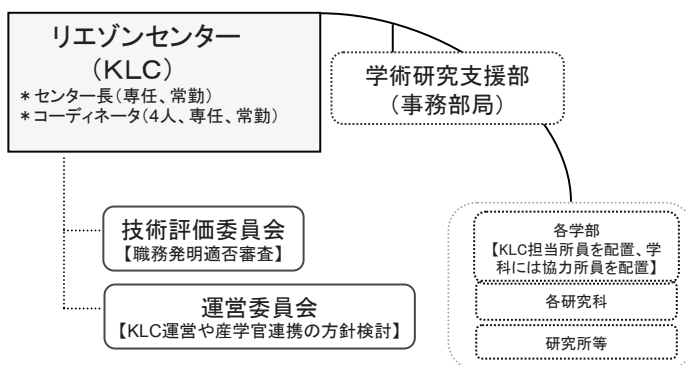 リエゾンセンター
（KLC）
＊センター長（専任、常勤）
＊コーディネータ（4人、専任、常勤）
学術研究支援部
（事務部局）
技術評価委員会
【職務発明適否審査】
運営委員会
【KLC運営や産学官連携の方針検討】
各学部
【KLC担当所員を配置、学
科には協力所員を配置】
各研究科
研究所等